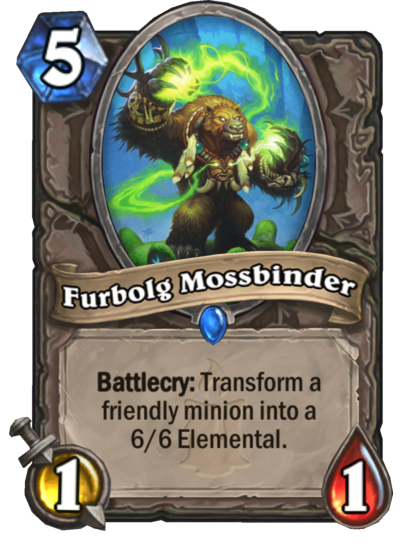 5
Furbolg Mossbinder
Battlecry: Transform a
friendly minion into a
6/6 Elemental.
1
1